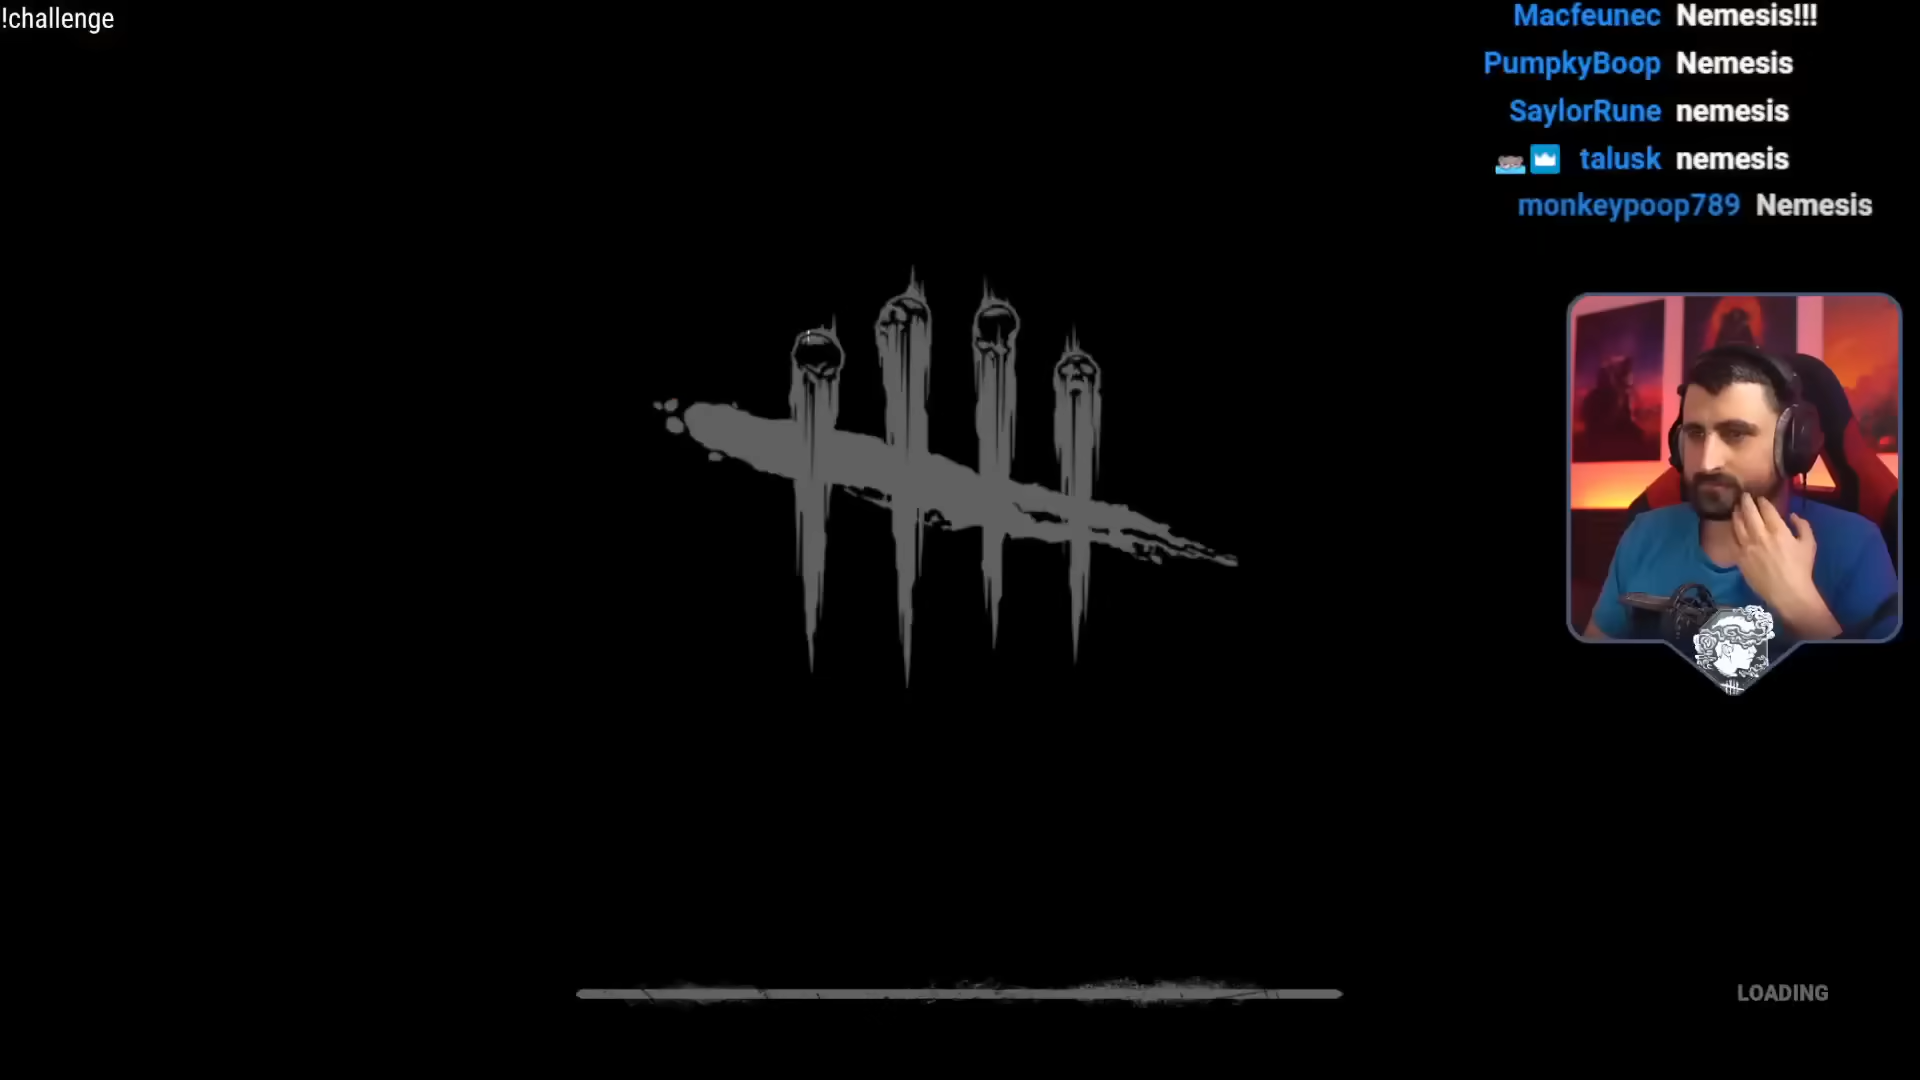 !challenge
Macfeunec Nemesis!!!
PumpkyBoop Nemesis
SaylorRune nemesis
talusk nemesis
monkeypoop789 Nemesis
LOADING